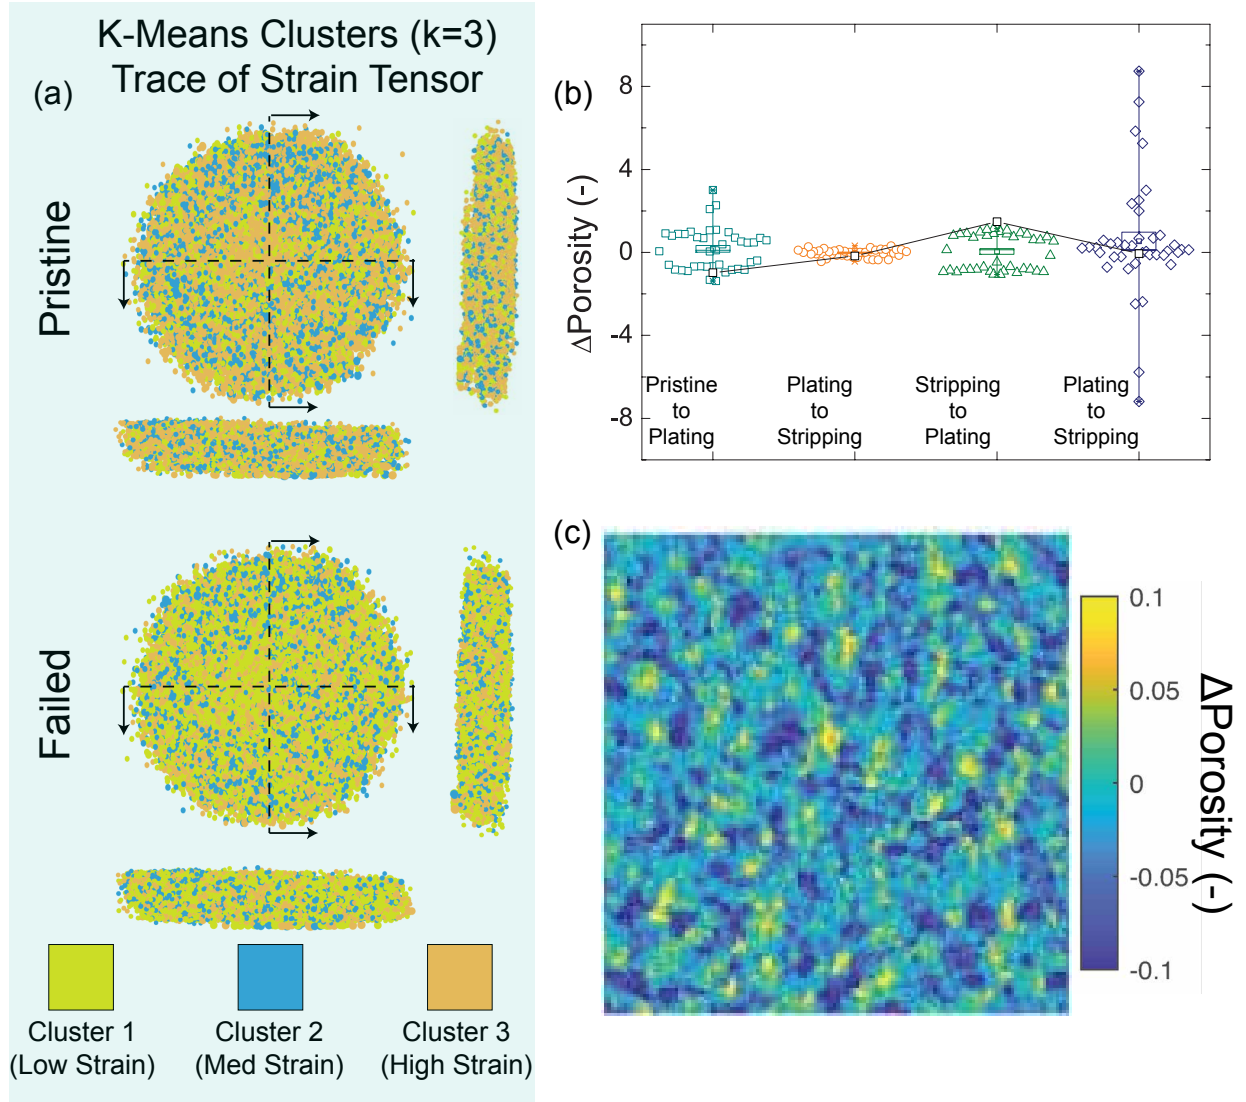 K-Means Clusters (k=3)
Trace of Strain Tensor
(a)
Pristine
Failed
Cluster 1
(Low Strain)
Cluster 2
(Med Strain)
Cluster 3
(High Strain)
(b)
ΔPorosity (-)
8
4
0
-4
-8
Pristine
to
Plating
Plating
to
Stripping
Stripping
to
Plating
Plating
to
Stripping
(c)
0.1
0.05
0
-0.05
-0.1
ΔPorosity (-)